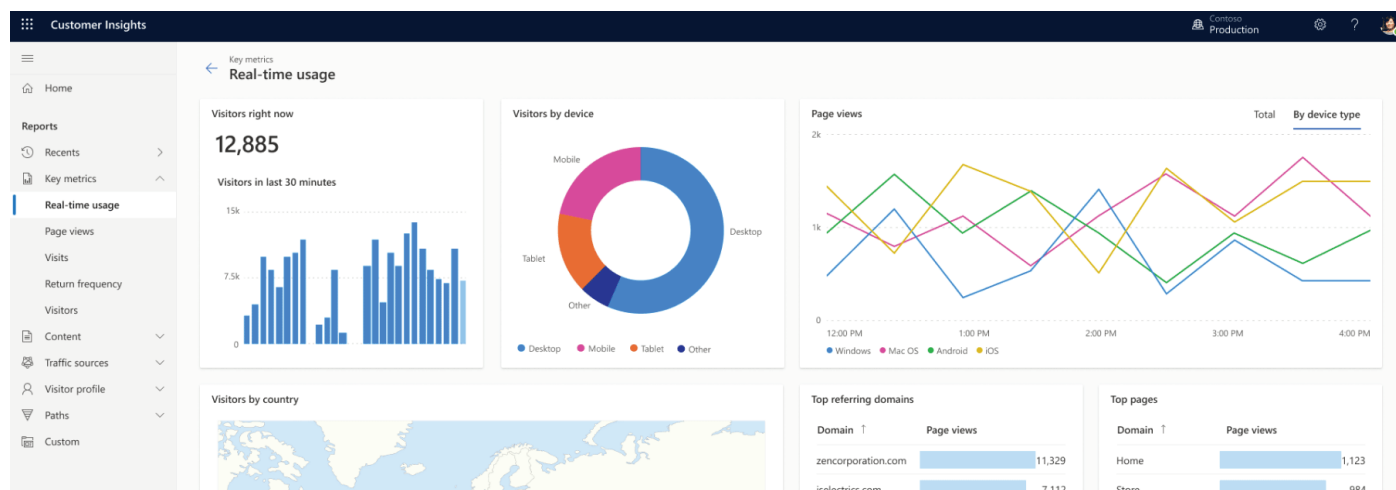 Customer Insights
Contoso
Production
?
Home
Reports
Recents
Key metrics
Real-time usage
Page views
Visits
Return frequency
Visitors
Content
Traffic sources
Visitor profile
Paths
Custom
Key metrics
Real-time usage
Visitors right now
12,885
Visitors in last 30 minutes
15k
7.5k
0
Visitors by device
Mobile
Desktop
Tablet
Other
Desktop Mobile Tablet Other
Page views
Total By device type
2k
1k
0
12:00 PM 1:00 PM 2:00 PM 3:00 PM 4:00 PM
Windows Mac OS Android iOS
Visitors by country
Top referring domains
Domain ↑ Page views
zencorporation.com 11,329
7,112
Top pages
Domain ↑ Page views
Home 1,123
Store 984